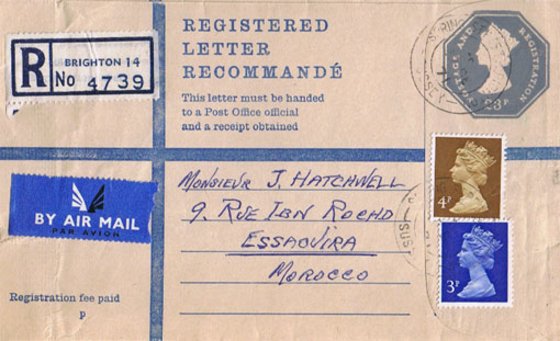 REGISTERED
LETTER
RECOMMANDÉ
This letter must be handed
to a Post Office official
and a receipt obtained
R
BRIGHTON 14
No 4739
POSTAGE AND
REGISTRATION
23P
BY AIR MAIL
PAR AVION
Monsieur J. HATCHWELL
9. RUE IBN ROCHD
ESSAOUIRA
MOROCCO
4P
3P
Registration fee paid
p